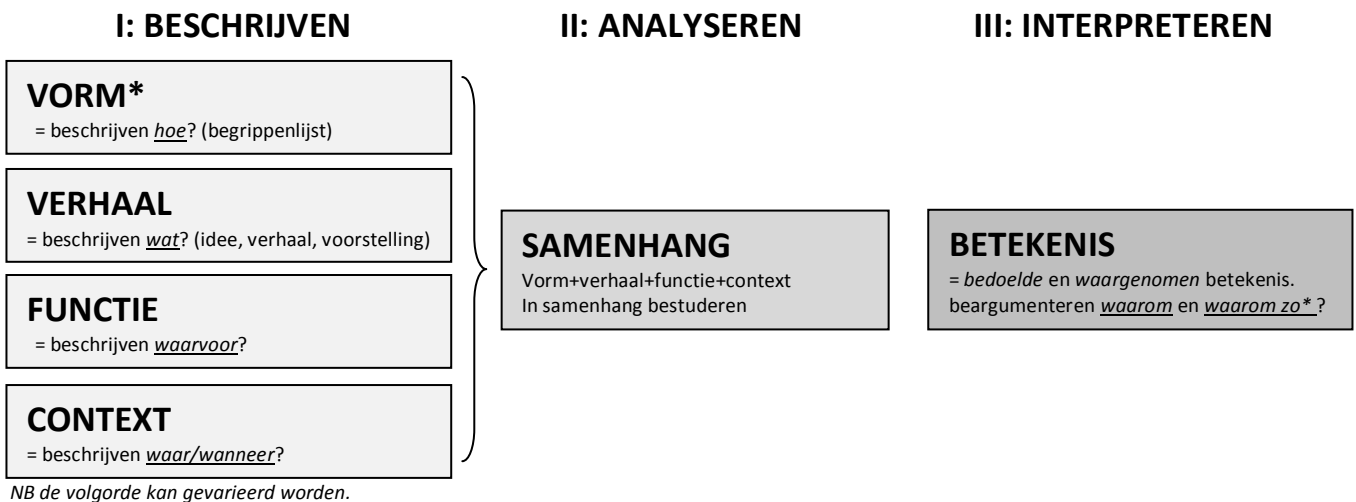 I: BESCHRIJVEN
II: ANALYSEREN
III: INTERPRETEREN
VORM*
= beschrijven hoe? (begrippenlijst)
VERHAAL
= beschrijven wat? (idee, verhaal, voorstelling)
FUNCTIE
= beschrijven waarvoor?
CONTEXT
= beschrijven waar/wanneer?
NB de volgorde kan gevarieerd worden.
SAMENHANG
Vorm+verhaal+functie+context
In samenhang bestuderen
BETEKENIS
= bedoelde en waargenomen betekenis.
beargumenteren waarom en waarom zo* ?